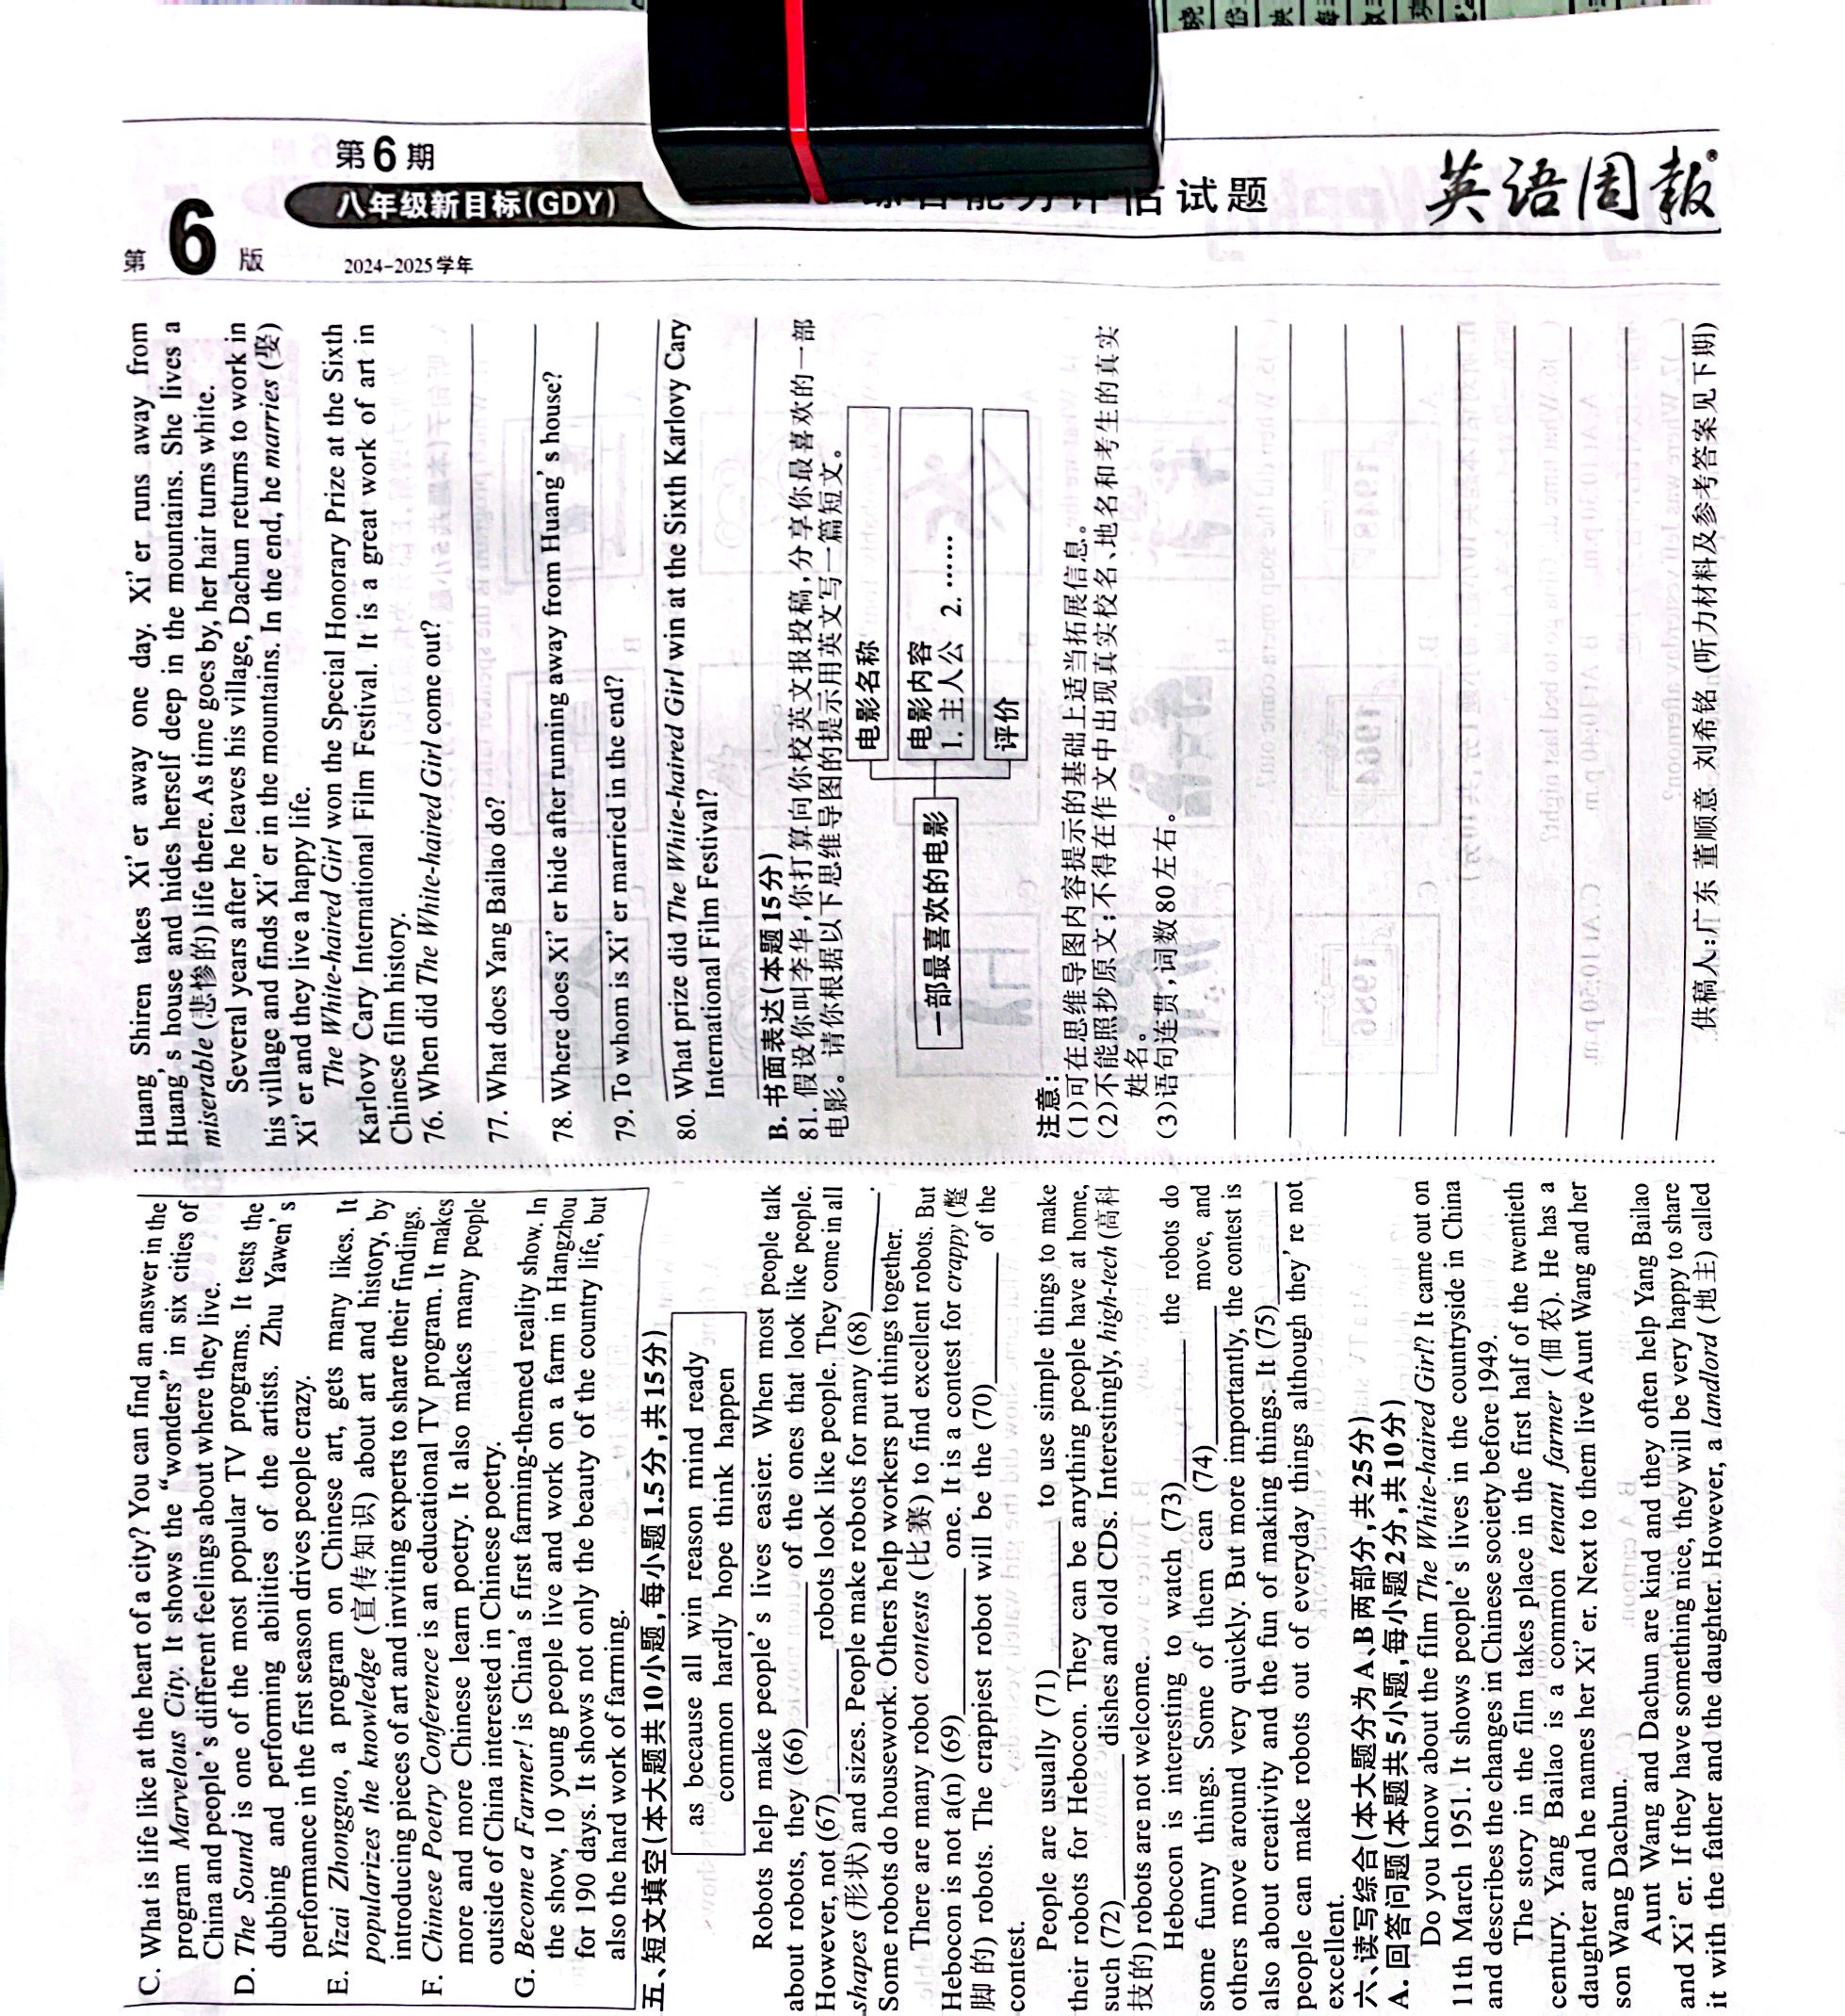 第6版
第6期
八年级新目标(GDY)
2024-2025学年
估试题
英语周报
C. What is life like at the heart of a city? You can find an answer in the
program Marvelous City. It shows the “wonders” in six cities of
China and people's different feelings about where they live.
D. The Sound is one of the most popular TV programs. It tests the
dubbing and performing abilities of the artists. Zhu Yawen's
performance in the first season drives people crazy.
E. Yizai Zhongguo, a program on Chinese art, gets many likes. It
popularizes the knowledge (宣传知识) about art and history, by
introducing pieces of art and inviting experts to share their findings.
F. Chinese Poetry Conference is an educational TV program. It makes
more and more Chinese learn poetry. It also makes many people
outside of China interested in Chinese poetry.
G. Become a Farmer! is China's first farming-themed reality show. In
the show, 10 young people live and work on a farm in Hangzhou
for 190 days. It shows not only the beauty of the country life, but
also the hard work of farming.
五、短文填空(本大题共10小题,每小题1.5分,共15分)
as because all win reason mind ready
common hardly hope think happen
Robots help make people's lives easier. When most people talk
about robots, they (66)______ of the ones that look like people.
However, not (67)______ robots look like people. They come in all
shapes (形状) and sizes. People make robots for many (68)______.
Some robots do housework. Others help workers put things together.
There are many robot contests (比赛) to find excellent robots. But
Hebocon is not a(n) (69)______ one. It is a contest for crappy (蹩
脚的) robots. The crappiest robot will be the (70)______ of the
contest.
People are usually (71)______ to use simple things to make
their robots for Hebocon. They can be anything people have at home,
such (72)______ dishes and old CDs. Interestingly, high-tech (高科
技的) robots are not welcome.
Hebocon is interesting to watch (73)______ the robots do
some funny things. Some of them can (74)______ move, and
others move around very quickly. But more importantly, the contest is
also about creativity and the fun of making things. It (75)______
people can make robots out of everyday things although they're not
excellent.
六、读写综合(本大题分为A、B两部分,共25分)
A. 回答问题(本题共5小题,每小题2分,共10分)
Do you know about the film The White-haired Girl? It came out on
11th March 1951. It shows people's lives in the countryside in China
and describes the changes in Chinese society before 1949.
The story in the film takes place in the first half of the twentieth
century. Yang Bailao is a common tenant farmer (佃农). He has a
daughter and he names her Xi'er. Next to them live Aunt Wang and her
son Wang Dachun.
Aunt Wang and Dachun are kind and they often help Yang Bailao
and Xi'er. If they have something nice, they will be very happy to share
it with the father and the daughter. However, a landlord (地主) called
Huang Shiren takes Xi'er away one day. Xi'er runs away from
Huang's house and hides herself deep in the mountains. She lives a
miserable (悲惨的) life there. As time goes by, her hair turns white.
Several years after he leaves his village, Dachun returns to work in
his village and finds Xi'er in the mountains. In the end, he marries (娶)
Xi'er and they live a happy life.
The White-haired Girl won the Special Honorary Prize at the Sixth
Karlovy Cary International Film Festival. It is a great work of art in
Chinese film history.
76. When did The White-haired Girl come out?
77. What does Yang Bailao do?
78. Where does Xi'er hide after running away from Huang's house?
79. To whom is Xi'er married in the end?
80. What prize did The White-haired Girl win at the Sixth Karlovy Cary
International Film Festival?
B. 书面表达(本题15分)
81. 假设你叫李华,你打算向你校英文报投稿,分享你最喜欢的一部
电影。请你根据以下思维导图的提示用英文写一篇短文。
一部最喜欢的电影
电影名称
电影内容
1. 主人公 2. ……
评价
注意:
(1)可在思维导图内容提示的基础上适当拓展信息。
(2)不能照抄原文;不得在作文中出现真实校名、地名和考生的真实
姓名。
(3)语句连贯,词数80左右。
供稿人:广东 董顺意 刘希铭 (听力材料及参考答案见下期)